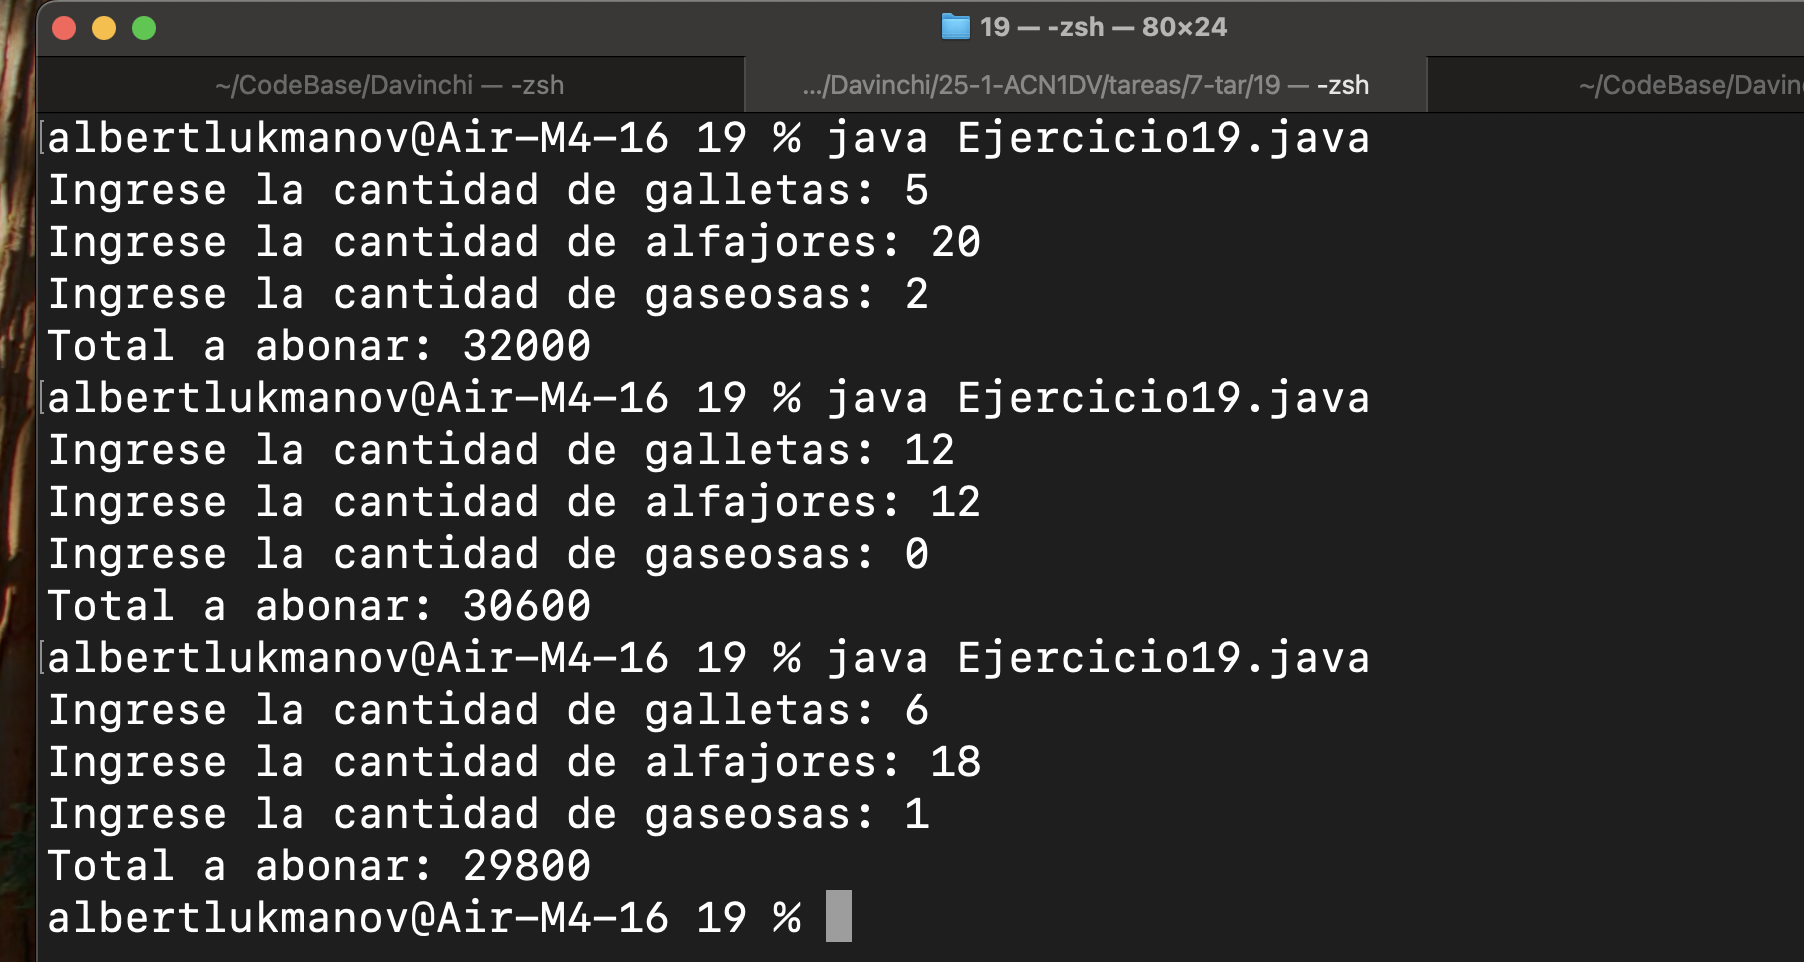 19 — -zsh — 80×24
~/CodeBase/Davinchi — -zsh
.../Davinchi/25-1-ACN1DV/tareas/7-tar/19 — -zsh
~/CodeBase/Davin
albertlukmanov@Air-M4-16 19 % java Ejercicio19.java
Ingrese la cantidad de galletas: 5
Ingrese la cantidad de alfajores: 20
Ingrese la cantidad de gaseosas: 2
Total a abonar: 32000
albertlukmanov@Air-M4-16 19 % java Ejercicio19.java
Ingrese la cantidad de galletas: 12
Ingrese la cantidad de alfajores: 12
Ingrese la cantidad de gaseosas: 0
Total a abonar: 30600
albertlukmanov@Air-M4-16 19 % java Ejercicio19.java
Ingrese la cantidad de galletas: 6
Ingrese la cantidad de alfajores: 18
Ingrese la cantidad de gaseosas: 1
Total a abonar: 29800
albertlukmanov@Air-M4-16 19 %